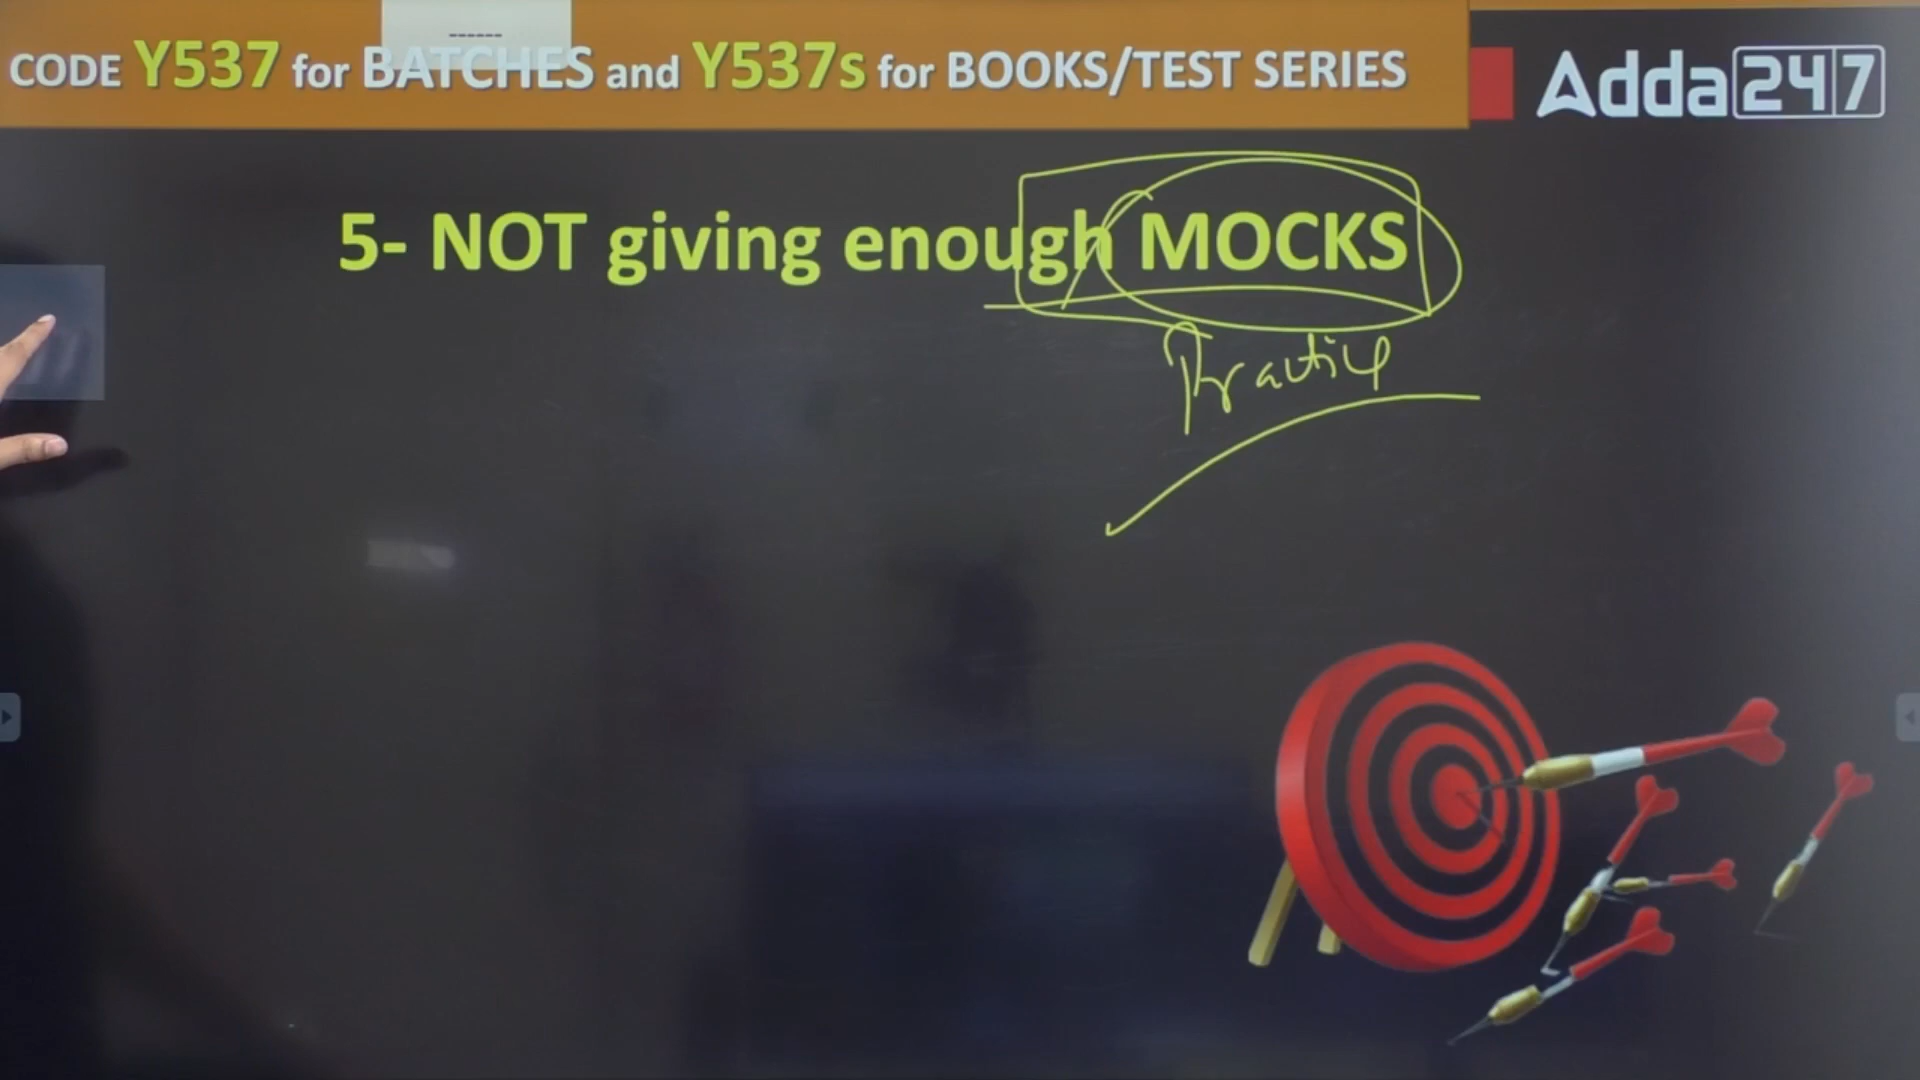 CODE Y537 for BATCHES and Y537s for BOOKS/TEST SERIES
Adda247
5- NOT giving enough MOCKS
Practice